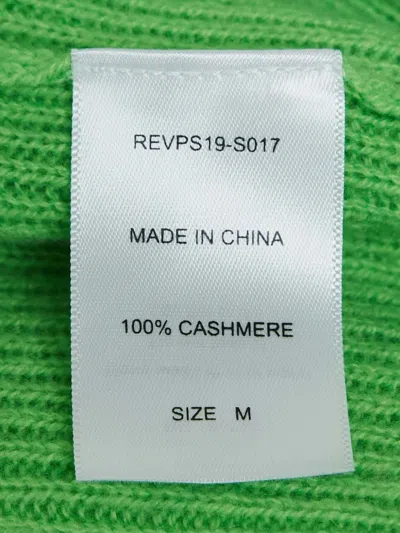 REVPS19-S017
MADE IN CHINA
100% CASHMERE
SIZE M